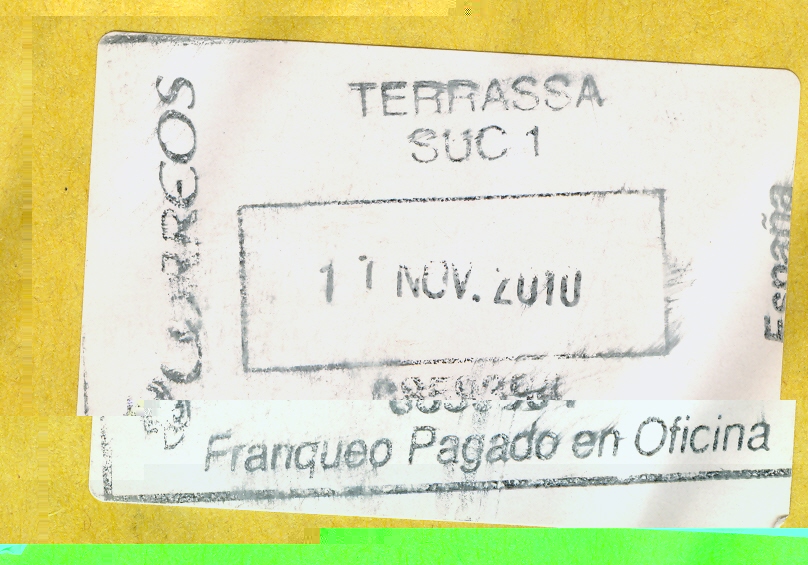 TERRASSA
SUC 1
CORREOS
11 NOV. 2010
España
Franqueo Pagado en Oficina